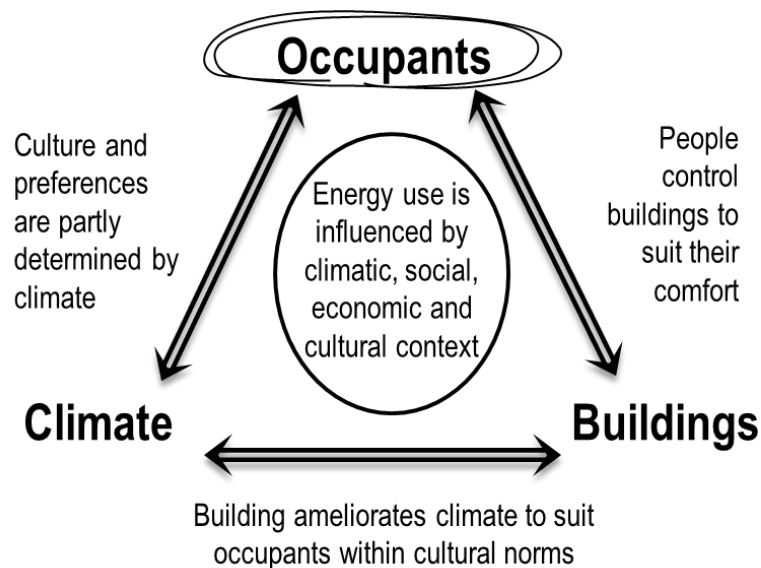 Occupants
Culture and
preferences
are partly
determined by
climate
Energy use is
influenced by
climatic, social,
economic and
cultural context
People
control
buildings to
suit their
comfort
Climate
Buildings
Building ameliorates climate to suit
occupants within cultural norms